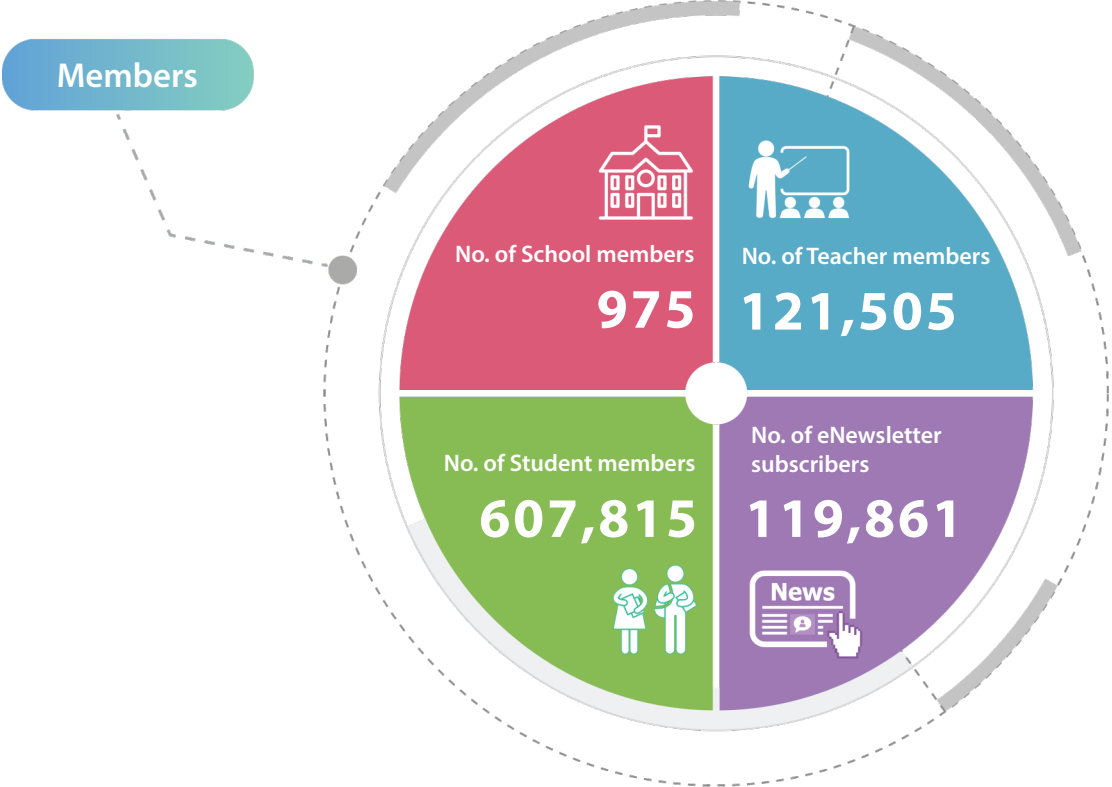 Members
No. of School members
975
No. of Teacher members
121,505
No. of Student members
607,815
No. of eNewsletter
subscribers
119,861
News